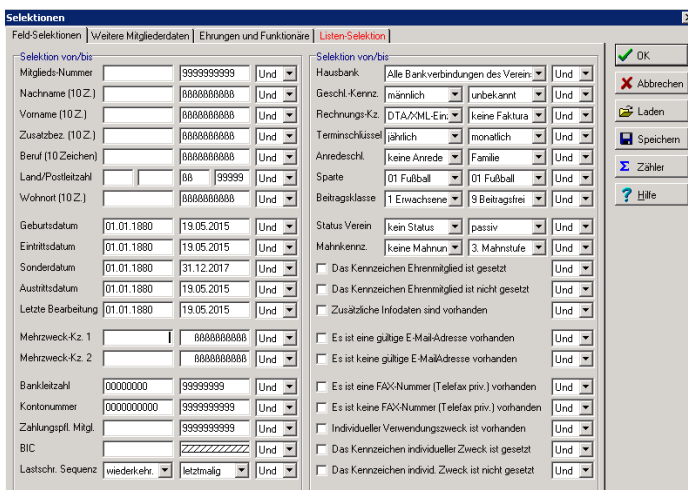 Selektionen
Feld-Selektionen Weitere Mitgliederdaten Ehrungen und Funktionäre Listen-Selektion
Selektion von/bis
Mitglieds-Nummer 9999999999 Und
Nachname (10 Z.) ßßßßßßßßßß Und
Vorname (10 Z.) ßßßßßßßßßß Und
Zusatzbez. (10 Z.) ßßßßßßßßßß Und
Beruf (10 Zeichen) ßßßßßßßßßß Und
Land/Postleitzahl ßß 99999 Und
Wohnort (10 Z.) ßßßßßßßßßß Und
Geburtsdatum 01.01.1880 19.05.2015 Und
Eintrittsdatum 01.01.1880 19.05.2015 Und
Sonderdatum 01.01.1880 31.12.2017 Und
Austrittsdatum 01.01.1880 19.05.2015 Und
Letzte Bearbeitung 01.01.1880 19.05.2015 Und
Mehrzweck-Kz. 1 ßßßßßßßßßß Und
Mehrzweck-Kz. 2 ßßßßßßßßßß Und
Bankleitzahl 00000000 99999999 Und
Kontonummer 0000000000 9999999999 Und
Zahlungspfl. Mitgl. 9999999999 Und
BIC ZZZZZZZZZZZ Und
Lastschr. Sequenz wiederkehr. letztmalig Und
Selektion von/bis
Hausbank Alle Bankverbindungen des Verein: Und
Geschl.-Kennz. männlich unbekannt Und
Rechnungs-Kz. DTA/XML-Ein: keine Faktura Und
Terminschlüssel jährlich monatlich Und
Anredeschl. keine Anrede Familie Und
Sparte 01 Fußball 01 Fußball Und
Beitragsklasse 1 Erwachsene 9 Beitragsfrei Und
Status Verein kein Status passiv Und
Mahnkennz. keine Mahnun 3. Mahnstufe Und
Das Kennzeichen Ehrenmitglied ist gesetzt Und
Das Kennzeichen Ehrenmitglied ist nicht gesetzt Und
Zusätzliche Infodaten sind vorhanden Und
Es ist eine gültige E-Mail-Adresse vorhanden Und
Es ist keine gültige E-MailAdresse vorhanden Und
Es ist eine FAX-Nummer (Telefax priv.) vorhanden Und
Es ist keine FAX-Nummer (Telefax priv.) vorhanden Und
Individueller Verwendungszweck ist vorhanden Und
Das Kennzeichen individueller Zweck ist gesetzt Und
Das Kennzeichen individ. Zweck ist nicht gesetzt Und
OK
Abbrechen
Laden
Speichern
Σ Zähler
? Hilfe